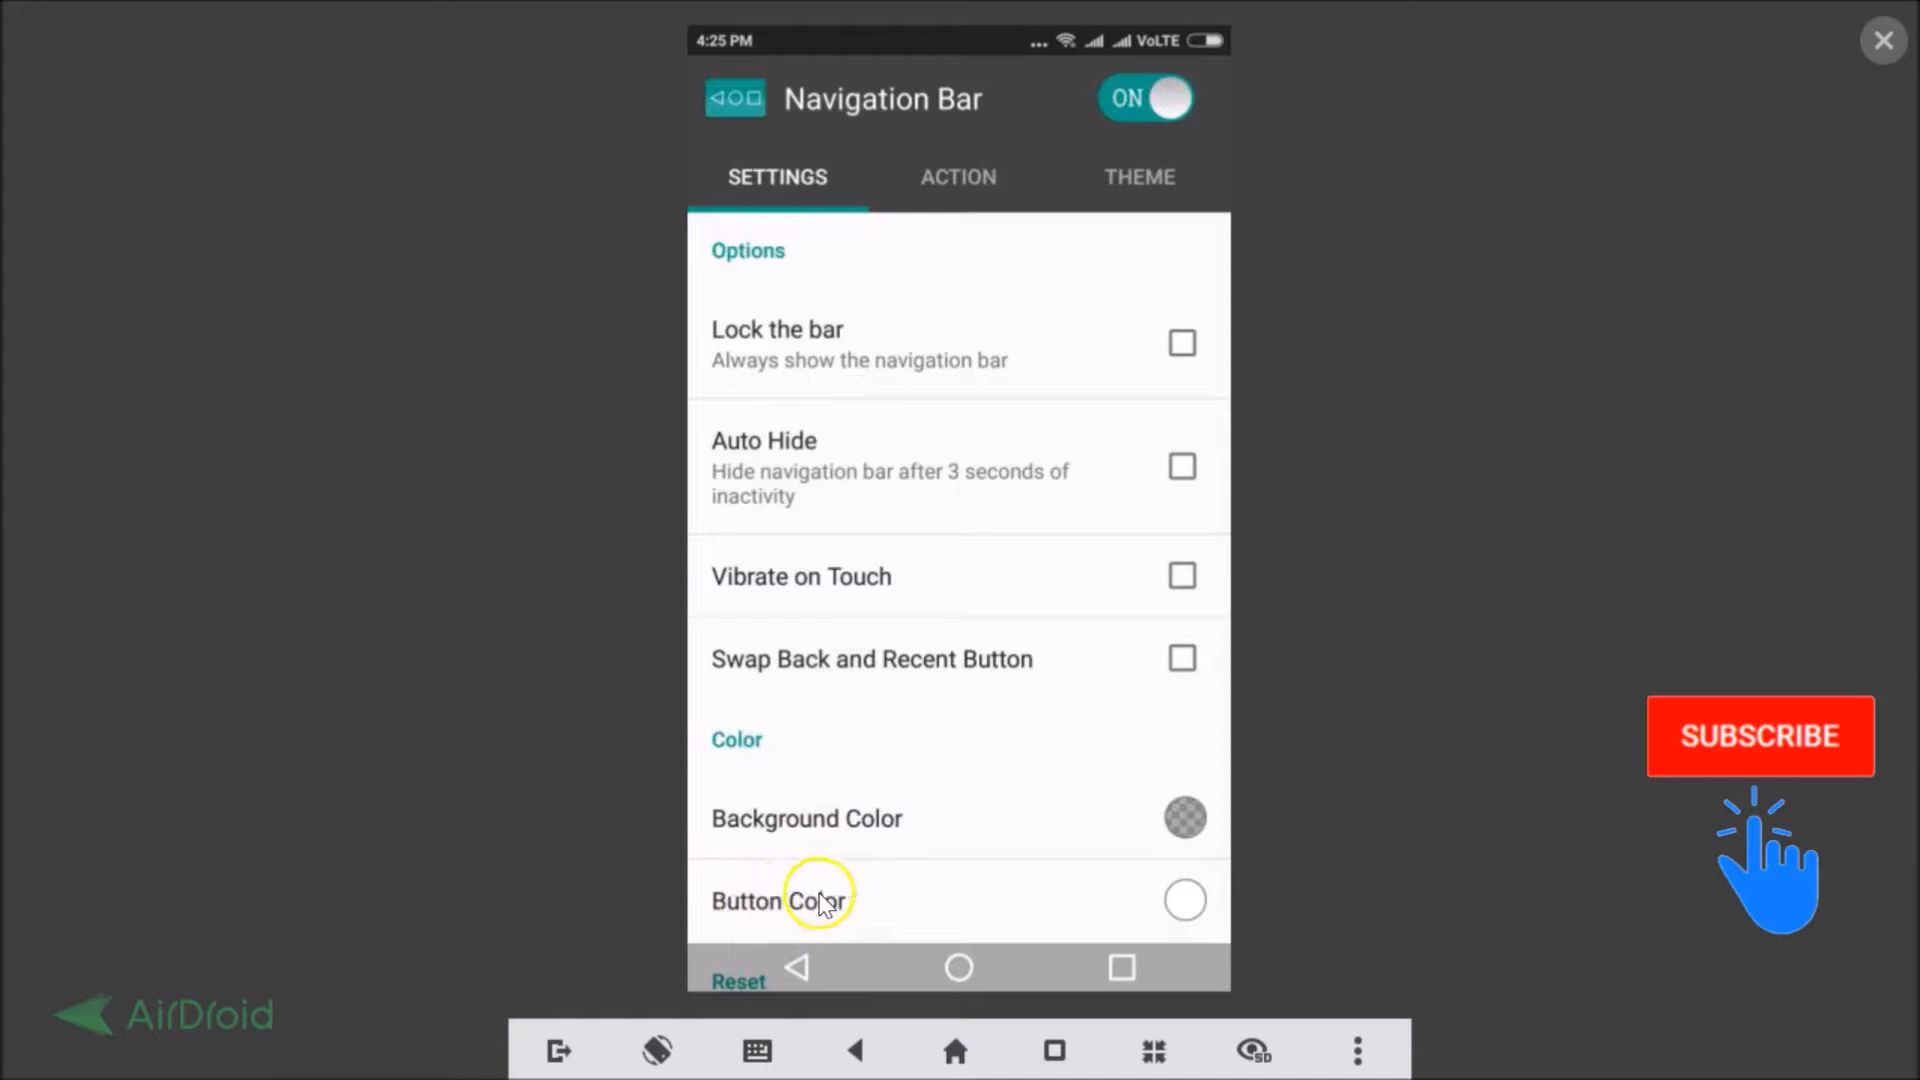 4:25 PM
VoLTE
Navigation Bar
ON
SETTINGS
ACTION
THEME
Options
Lock the bar
Always show the navigation bar
Auto Hide
Hide navigation bar after 3 seconds of
inactivity
Vibrate on Touch
Swap Back and Recent Button
Color
Background Color
Button Color
Reset
SUBSCRIBE
AirDroid
SD